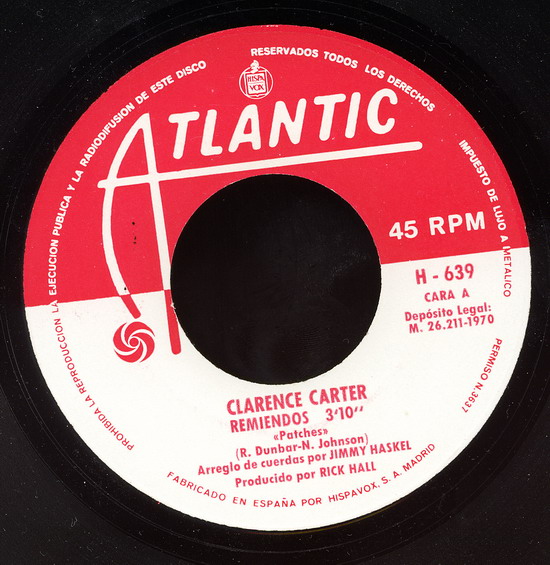 PROHIBIDA LA REPRODUCCION LA EJECUCION PUBLICA Y LA RADIODIFUSION DE ESTE DISCO
RESERVADOS TODOS LOS DERECHOS
IMPUESTO DE LUJO A METALICO
PERMISO N.3637
HISPA
VOX
ATLANTIC
45 RPM
H - 639
CARA A
Depósito Legal:
M. 26.211-1970
CLARENCE CARTER
REMIENDOS 3'10''
«Patches»
(R. Dunbar-N. Johnson)
Arreglo de cuerdas por JIMMY HASKEL
Producido por RICK HALL
FABRICADO EN ESPAÑA POR HISPAVOX, S. A. MADRID